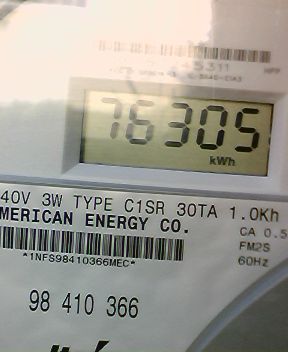 76305
kWh
40V 3W TYPE C1SR 30TA 1.0Kh
MERICAN ENERGY CO.
CA 0.5
FM2S
*1NFS98410366MEC*
60Hz
98 410 366